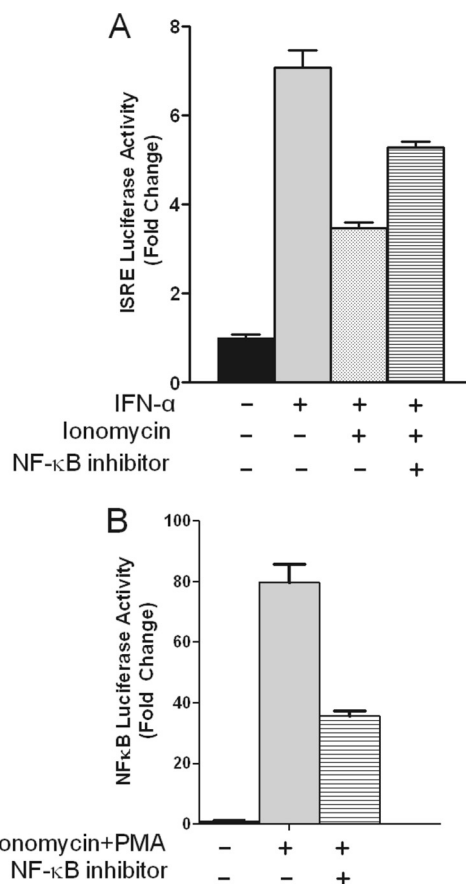 A
8
6
4
2
0
ISRE Luciferase Activity
(Fold Change)
IFN-α − + + +
Ionomycin − − + +
NF-κB inhibitor − − − +
B
100
80
60
40
20
0
NFκB Luciferase Activity
(Fold Change)
onomycin+PMA − + +
NF-κB inhibitor − − +